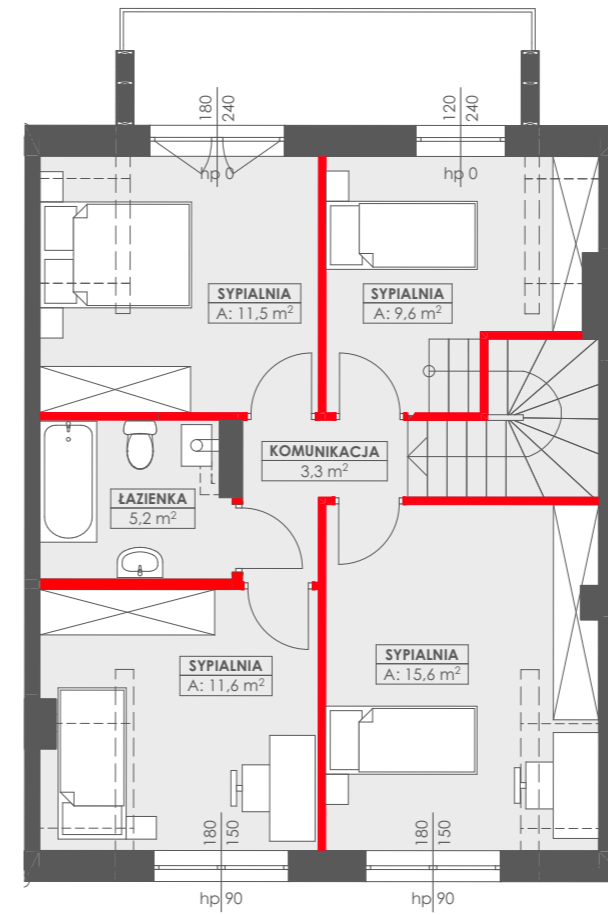 180
240
120
240
hp 0
hp 0
SYPIALNIA
A: 11,5 m²
SYPIALNIA
A: 9,6 m²
KOMUNIKACJA
3,3 m²
ŁAZIENKA
5,2 m²
SYPIALNIA
A: 11,6 m²
SYPIALNIA
A: 15,6 m²
180
150
180
150
hp 90
hp 90